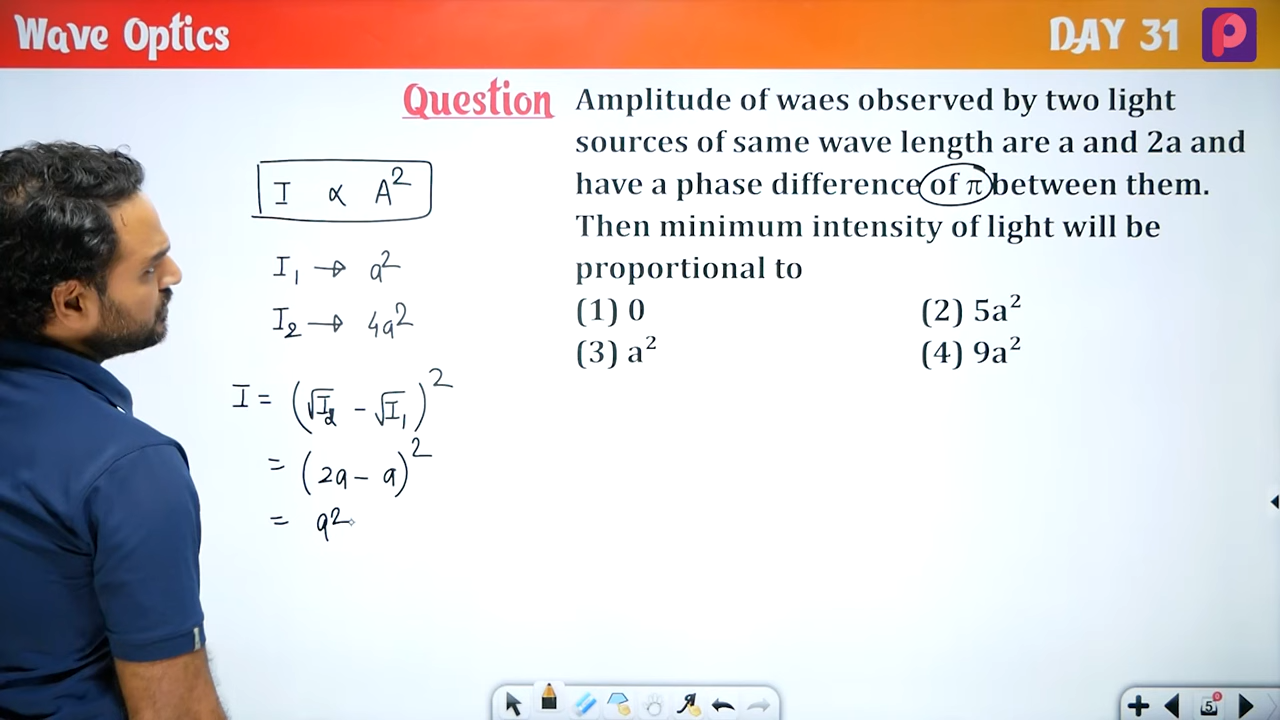 Wave Optics
DAY 31
Question
Amplitude of waes observed by two light
sources of same wave length are a and 2a and
have a phase difference of π between them.
Then minimum intensity of light will be
proportional to
(1) 0 (2) 5a²
(3) a² (4) 9a²
I ∝ A²
I₁ → a²
I₂ → 4a²
I = (√I₂ - √I₁)²
= (2a - a)²
= a²
5